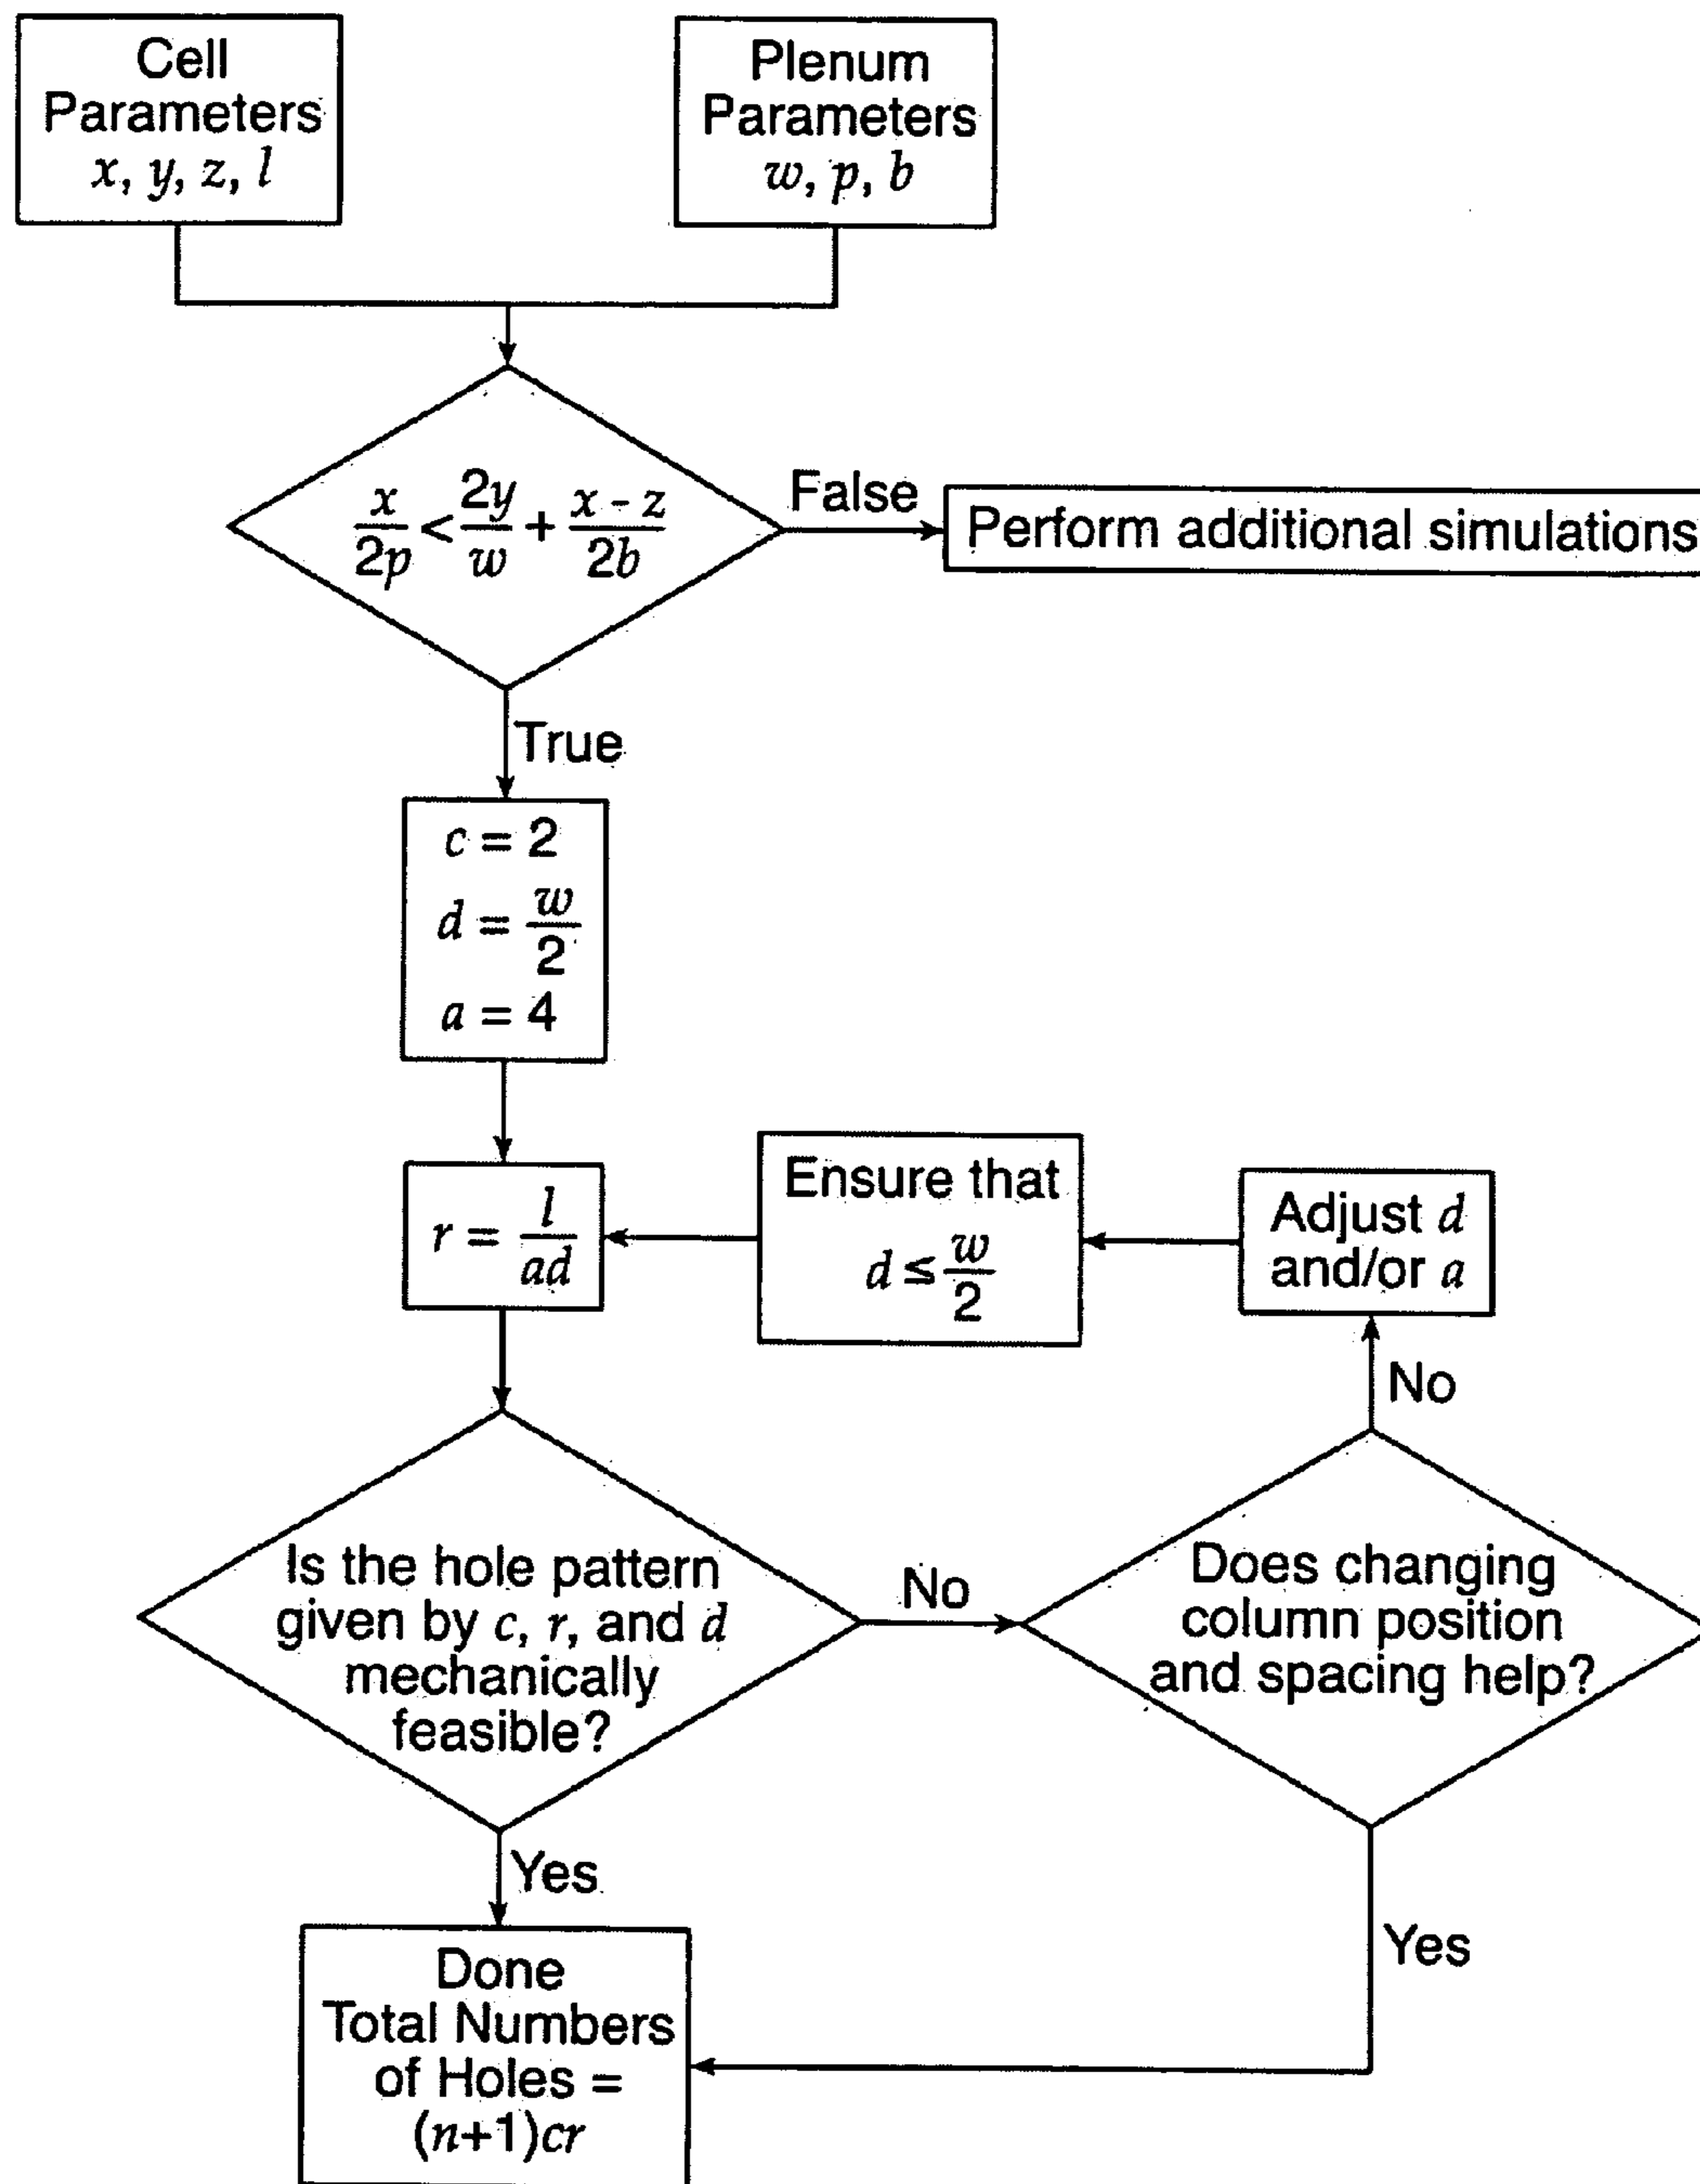 Cell
Parameters
x, y, z, l
Plenum
Parameters
w, p, b
x/2p < 2y/w + (x - z)/2b
False
Perform additional simulations
True
c = 2
d = w/2
a = 4
r = l/ad
Ensure that
d ≤ w/2
Adjust d
and/or a
No
Is the hole pattern
given by c, r, and d
mechanically
feasible?
No
Does changing
column position
and spacing help?
Yes
Yes
Done
Total Numbers
of Holes =
(n+1)cr